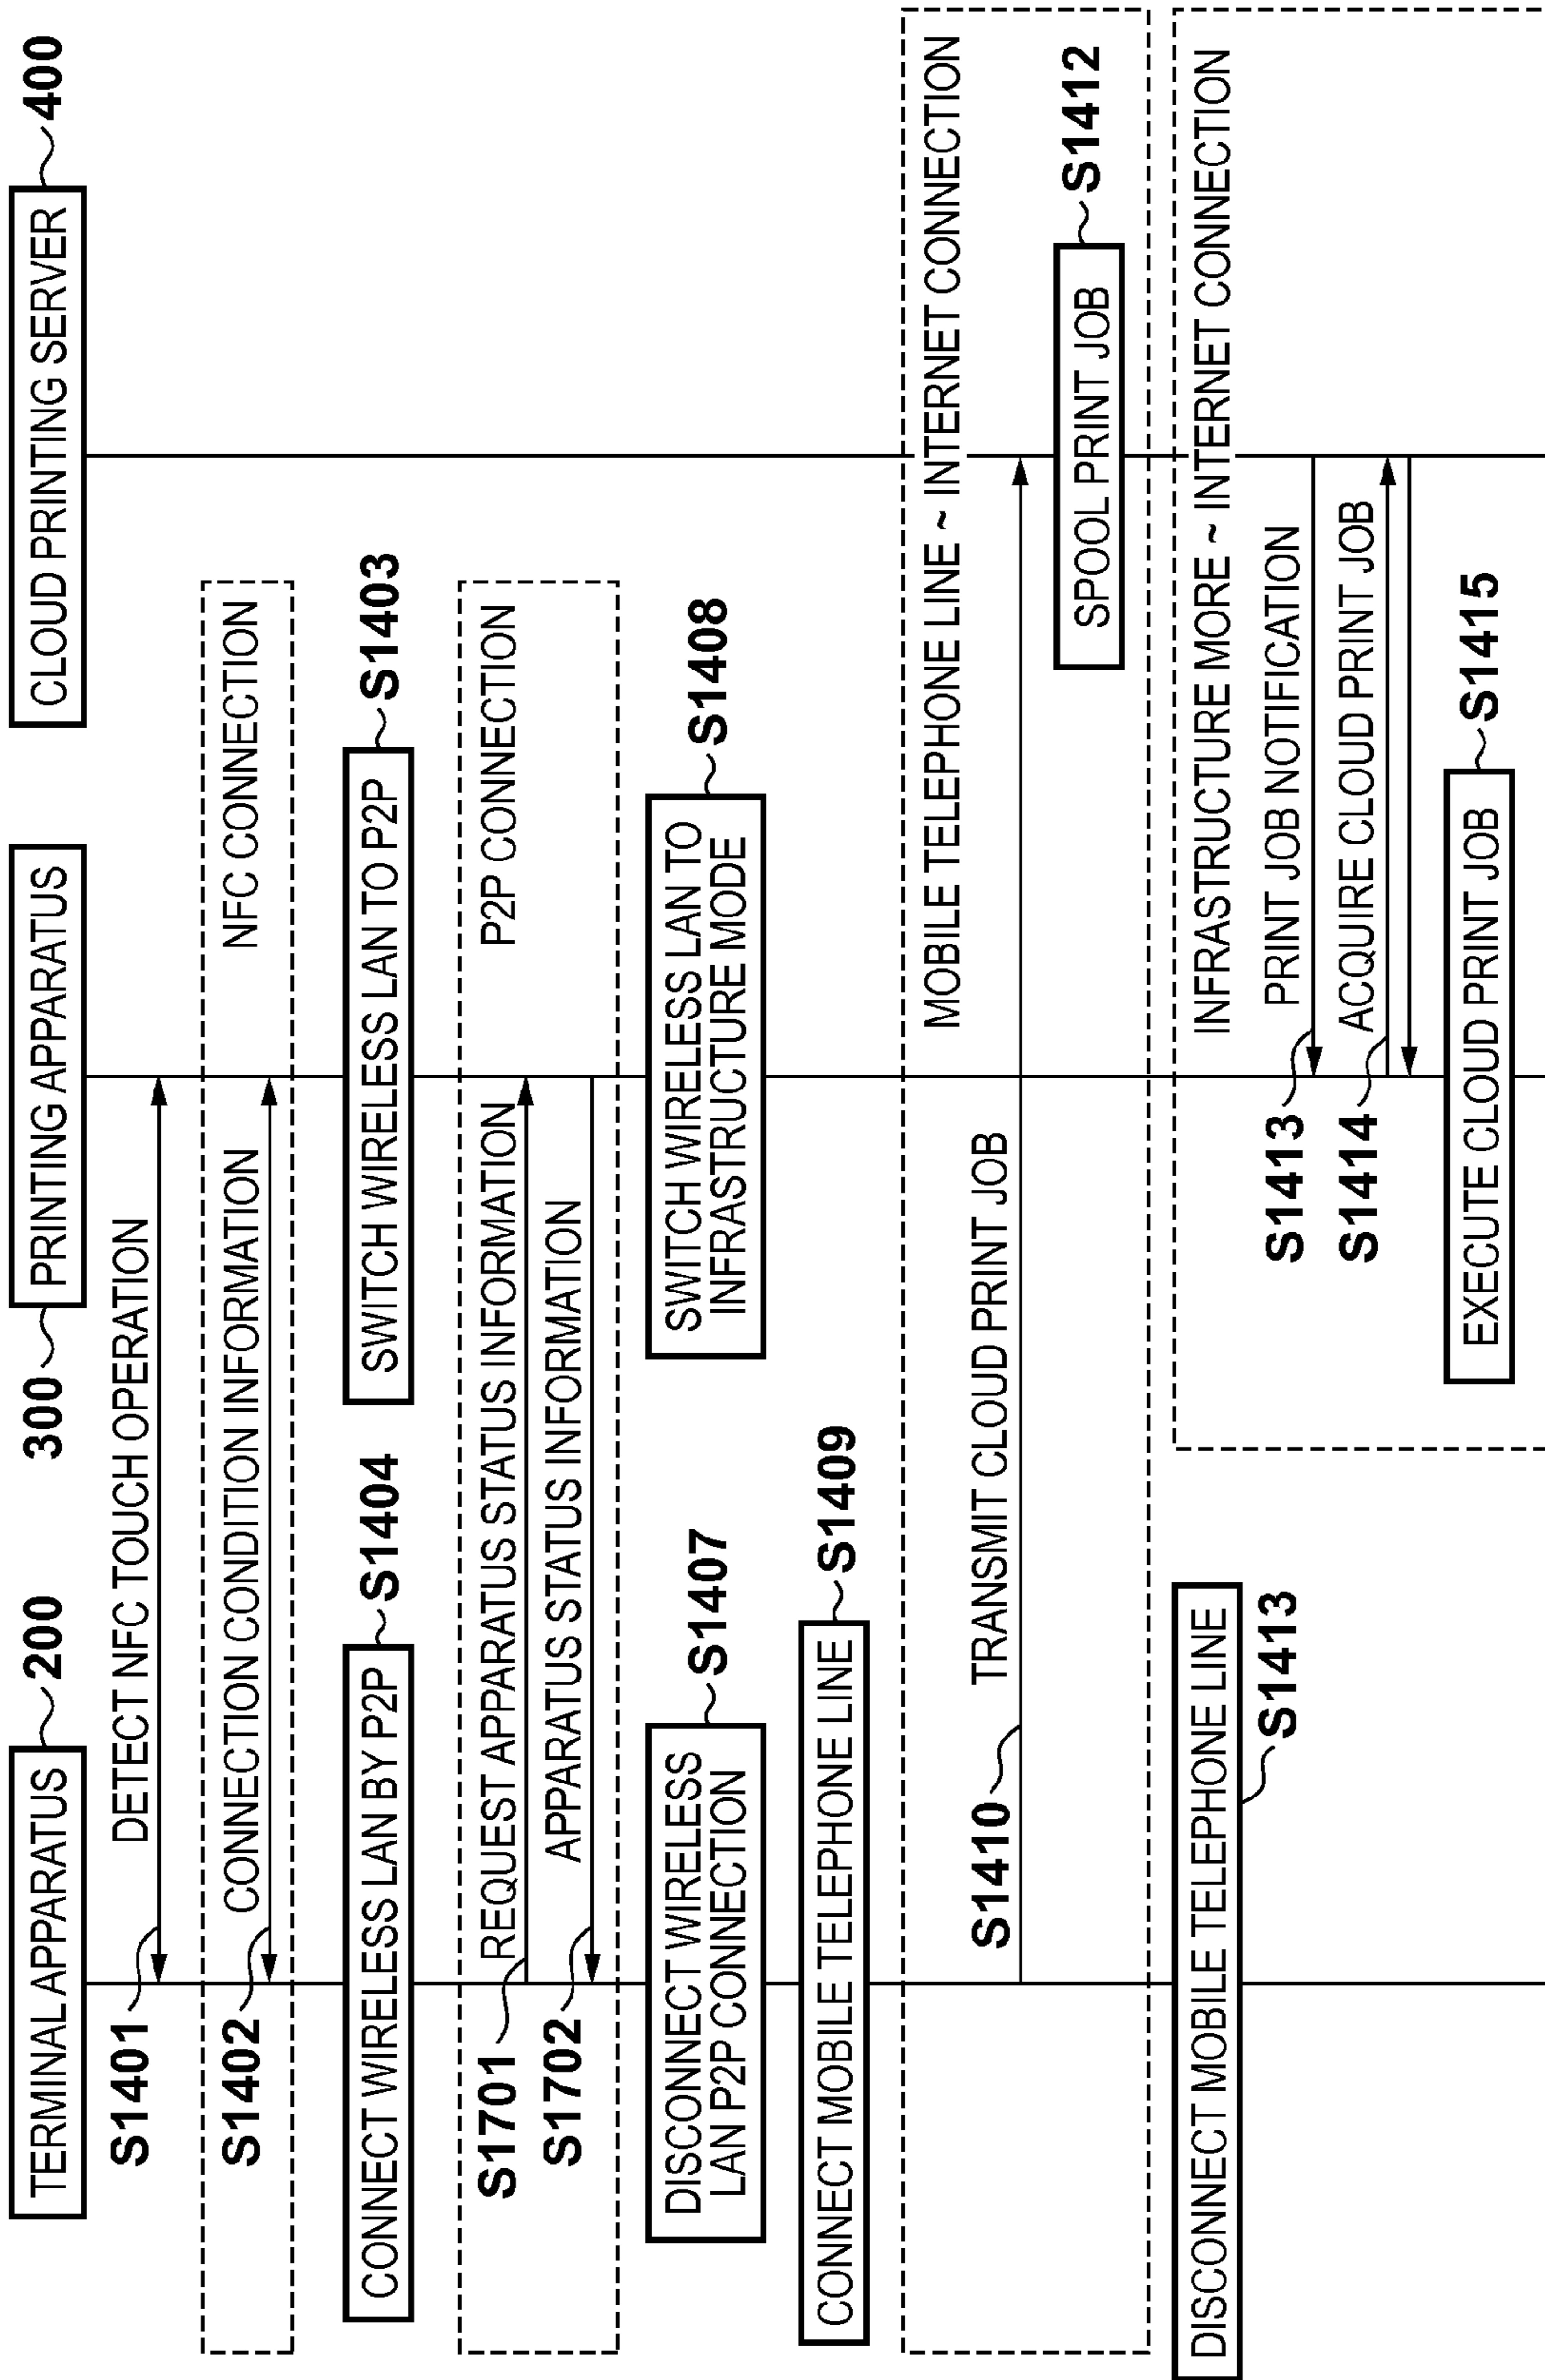 TERMINAL APPARATUS
200
300
PRINTING APPARATUS
CLOUD PRINTING SERVER
400
S1401
DETECT NFC TOUCH OPERATION
NFC CONNECTION
S1402
CONNECTION CONDITION INFORMATION
CONNECT WIRELESS LAN BY P2P
S1404
SWITCH WIRELESS LAN TO P2P
S1403
S1701
REQUEST APPARATUS STATUS INFORMATION
P2P CONNECTION
S1702
APPARATUS STATUS INFORMATION
DISCONNECT WIRELESS
LAN P2P CONNECTION
S1407
SWITCH WIRELESS LAN TO
INFRASTRUCTURE MODE
S1408
CONNECT MOBILE TELEPHONE LINE
S1409
MOBILE TELEPHONE LINE ~ INTERNET CONNECTION
S1410
TRANSMIT CLOUD PRINT JOB
SPOOL PRINT JOB
S1412
DISCONNECT MOBILE TELEPHONE LINE
S1413
INFRASTRUCTURE MORE ~ INTERNET CONNECTION
S1413
PRINT JOB NOTIFICATION
S1414
ACQUIRE CLOUD PRINT JOB
EXECUTE CLOUD PRINT JOB
S1415